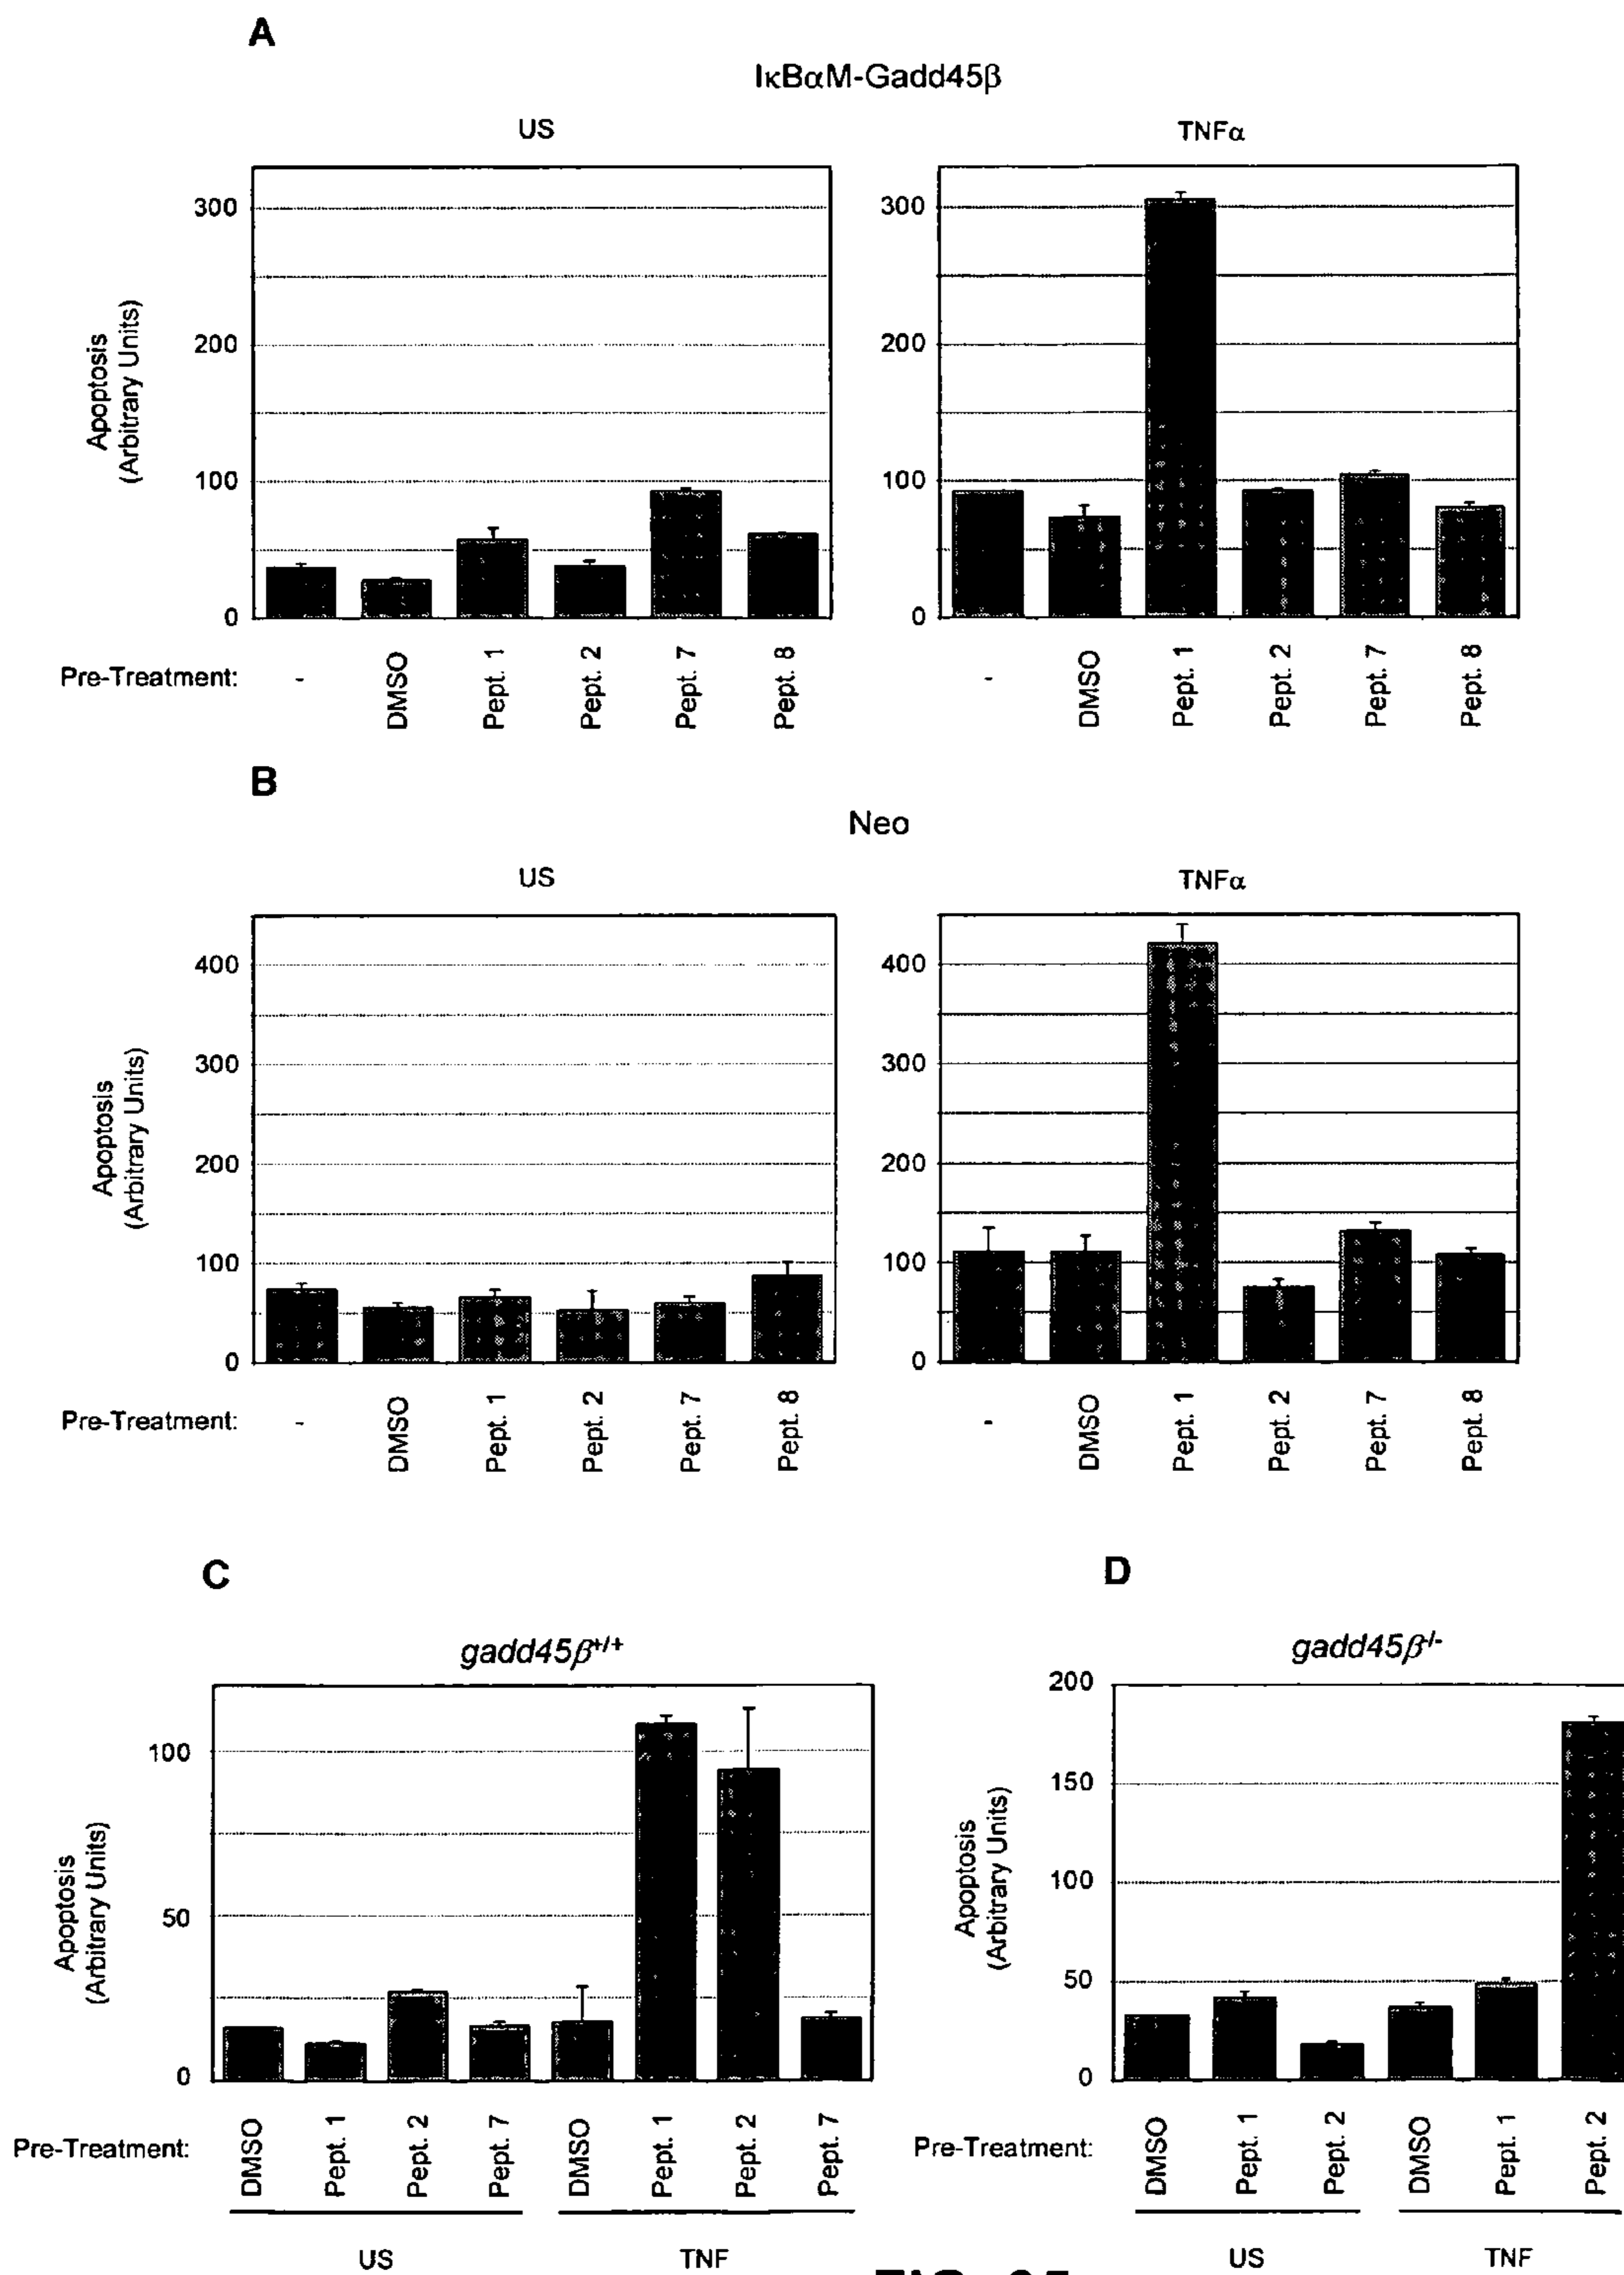 A
IκBαM-Gadd45β
US
TNFα
Apoptosis
(Arbitrary Units)
300
200
100
0
300
200
100
0
Pre-Treatment:
-
DMSO
Pept. 1
Pept. 2
Pept. 7
Pept. 8
-
DMSO
Pept. 1
Pept. 2
Pept. 7
Pept. 8
B
Neo
US
TNFα
Apoptosis
(Arbitrary Units)
400
300
200
100
0
400
300
200
100
0
Pre-Treatment:
-
DMSO
Pept. 1
Pept. 2
Pept. 7
Pept. 8
-
DMSO
Pept. 1
Pept. 2
Pept. 7
Pept. 8
C
gadd45β+/+
Apoptosis
(Arbitrary Units)
100
50
0
Pre-Treatment:
DMSO
Pept. 1
Pept. 2
Pept. 7
DMSO
Pept. 1
Pept. 2
Pept. 7
US
TNF
D
gadd45β-/-
Apoptosis
(Arbitrary Units)
200
150
100
50
0
Pre-Treatment:
DMSO
Pept. 1
Pept. 2
DMSO
Pept. 1
Pept. 2
US
TNF